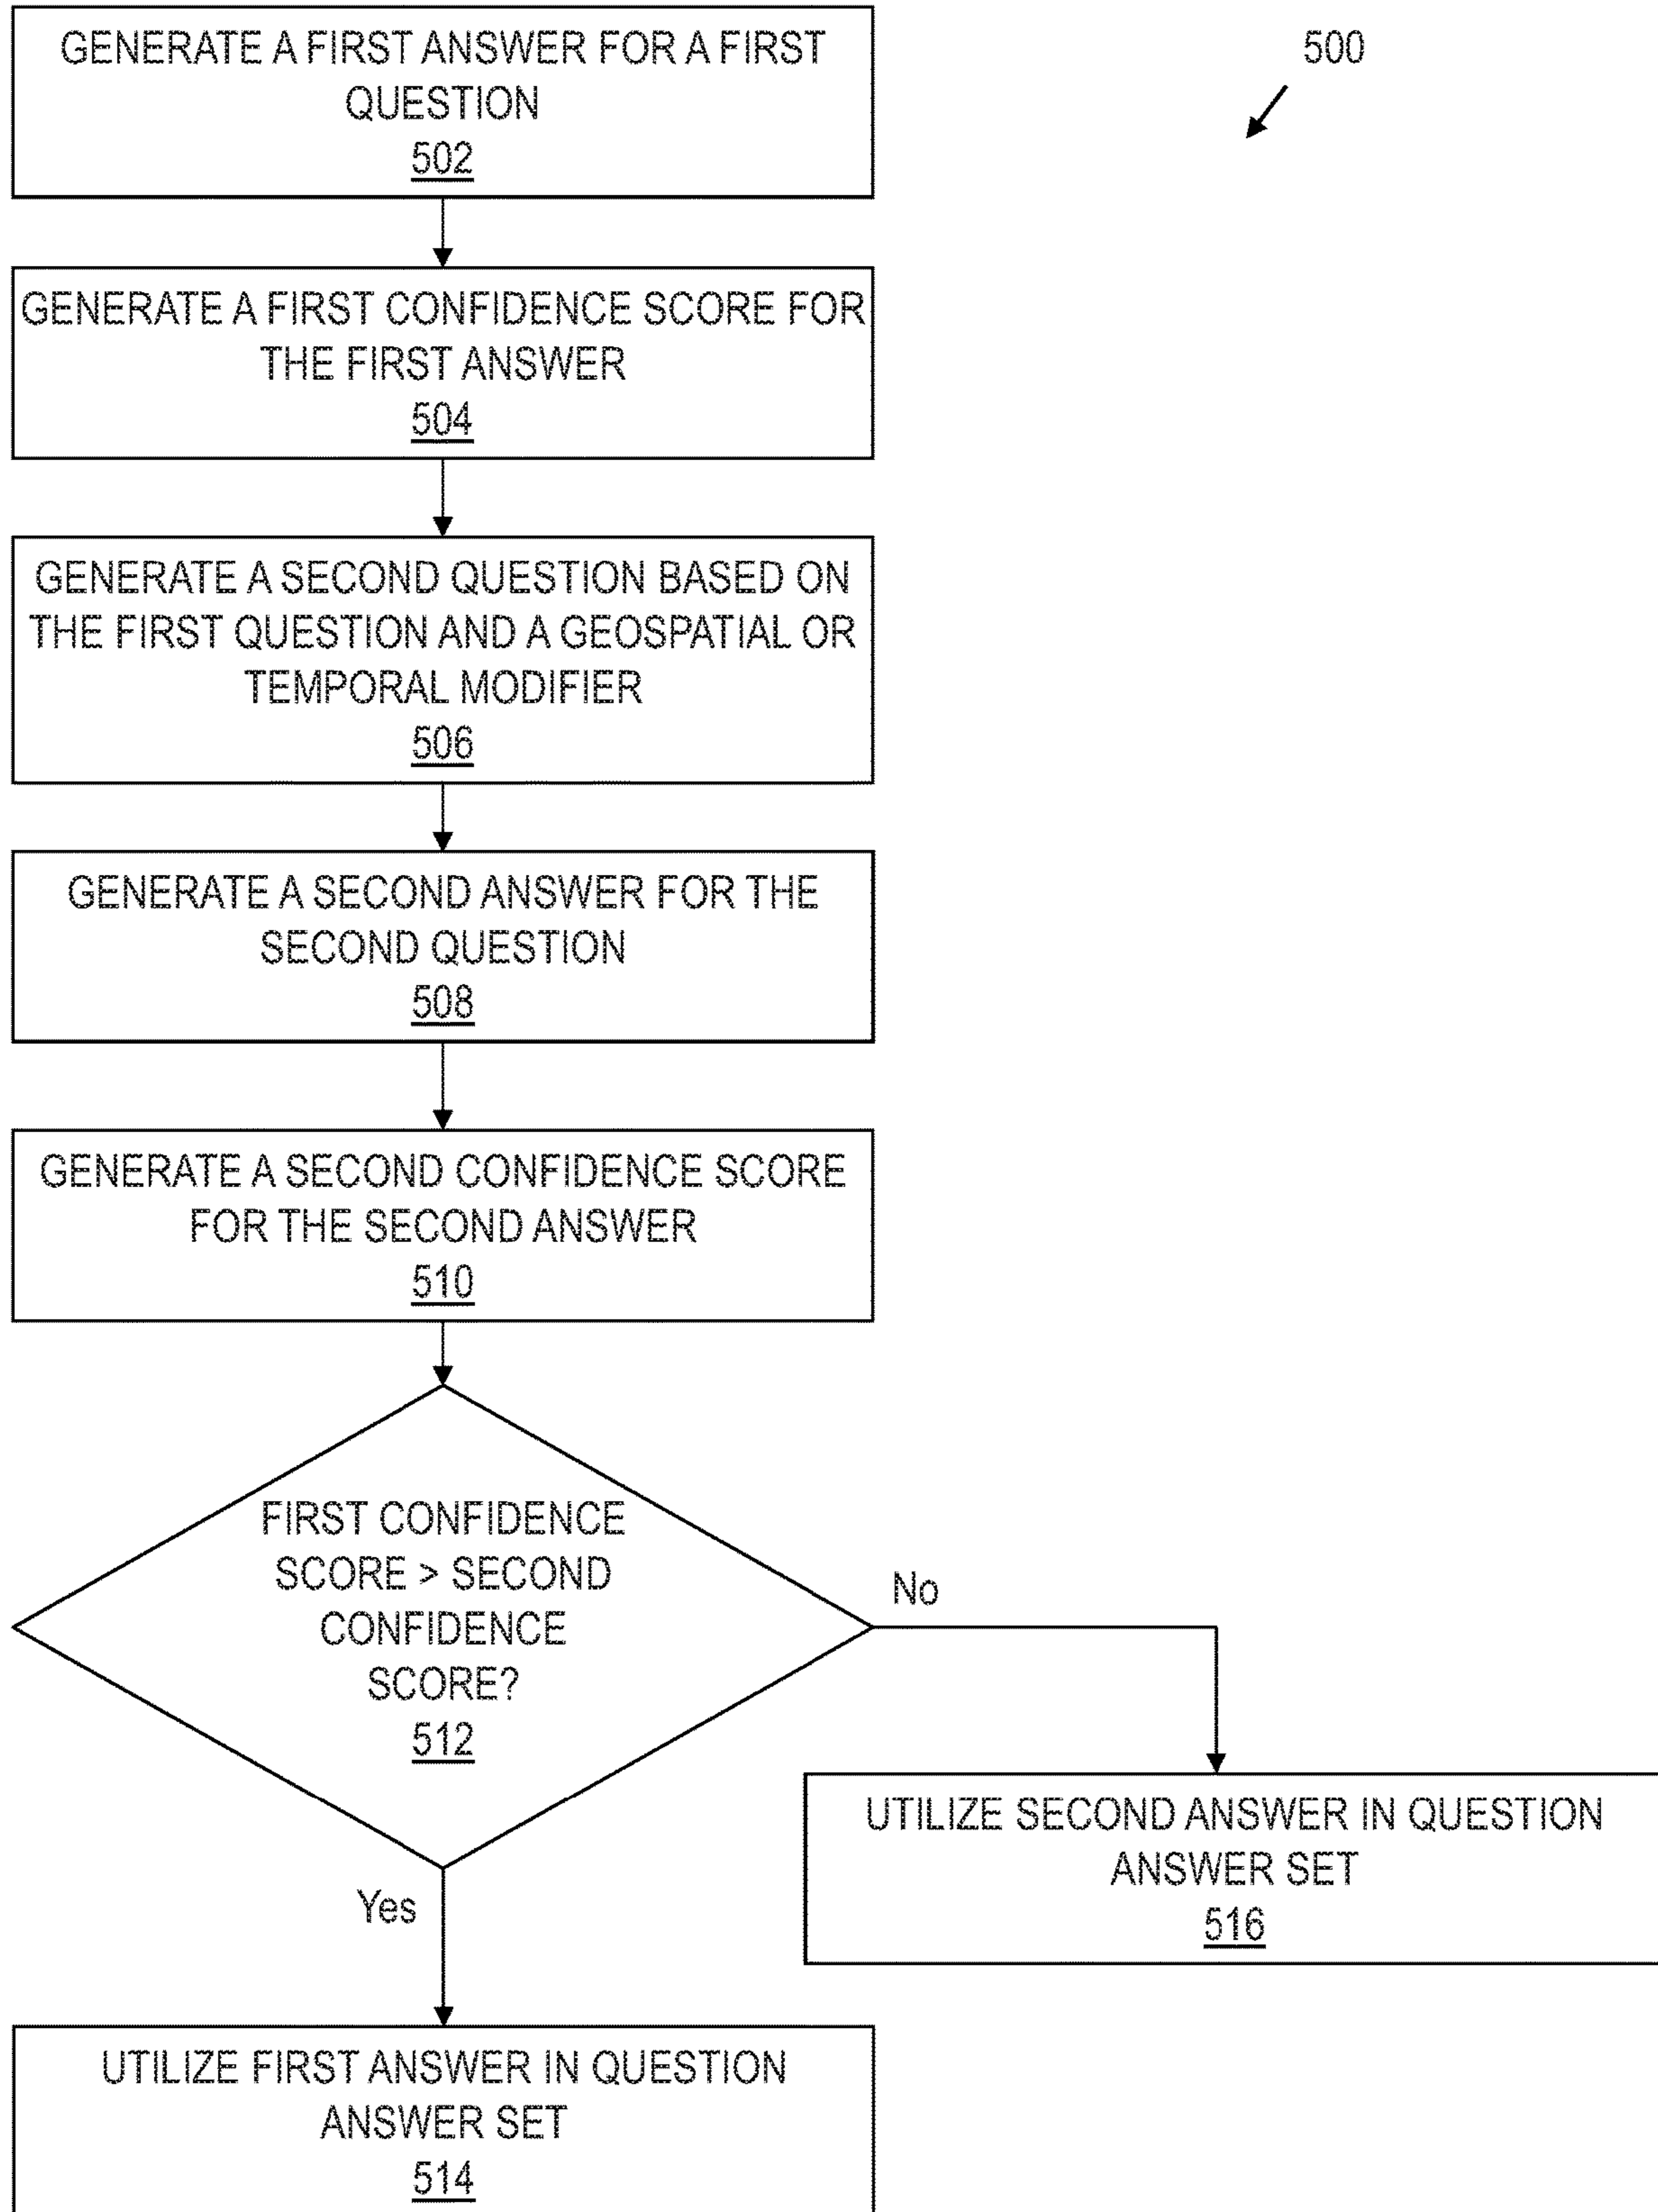 GENERATE A FIRST ANSWER FOR A FIRST
QUESTION
502
500
GENERATE A FIRST CONFIDENCE SCORE FOR
THE FIRST ANSWER
504
GENERATE A SECOND QUESTION BASED ON
THE FIRST QUESTION AND A GEOSPATIAL OR
TEMPORAL MODIFIER
506
GENERATE A SECOND ANSWER FOR THE
SECOND QUESTION
508
GENERATE A SECOND CONFIDENCE SCORE
FOR THE SECOND ANSWER
510
FIRST CONFIDENCE
SCORE > SECOND
CONFIDENCE
SCORE?
512
No
Yes
UTILIZE SECOND ANSWER IN QUESTION
ANSWER SET
516
UTILIZE FIRST ANSWER IN QUESTION
ANSWER SET
514